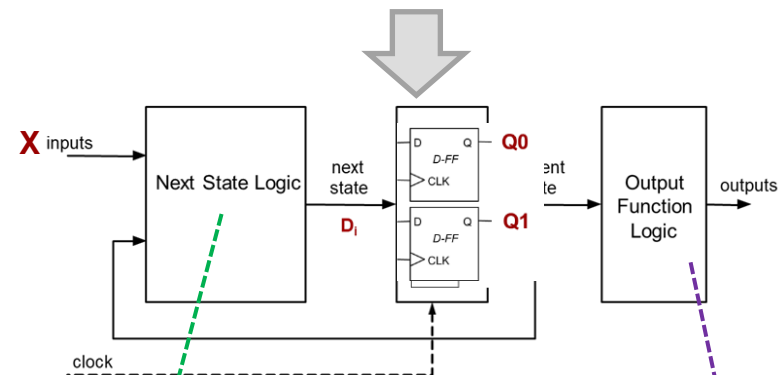 X inputs
Next State Logic
next
state
Di
D Q
D-FF
CLK
Q0
D Q
D-FF
CLK
Q1
Output
Function
Logic
outputs
clock